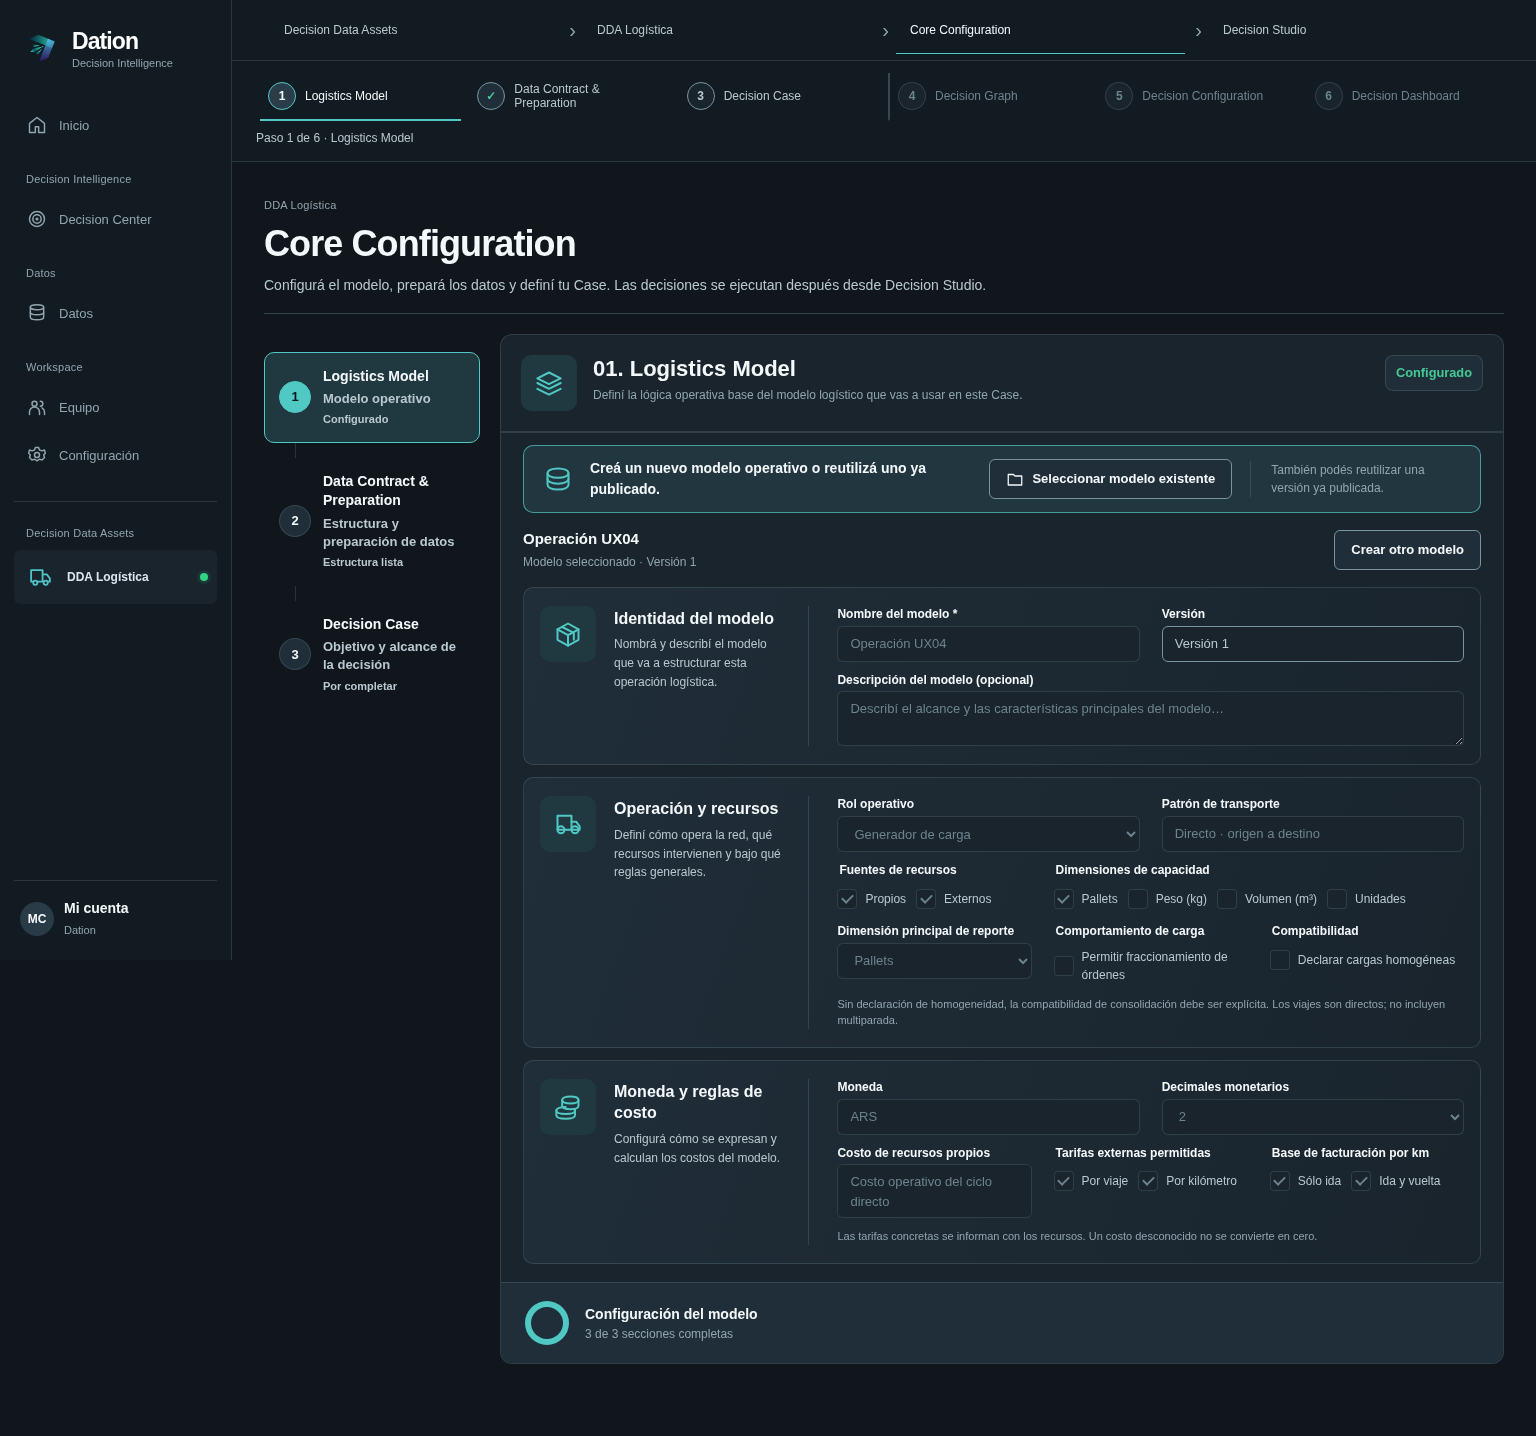 Dation
Decision Intelligence
Inicio
Decision Intelligence
Decision Center
Datos
Datos
Workspace
Equipo
Configuración
Decision Data Assets
DDA Logística
MC
Mi cuenta
Dation
Decision Data Assets › DDA Logística › Core Configuration › Decision Studio
1 Logistics Model
✓ Data Contract &
Preparation
3 Decision Case
4 Decision Graph
5 Decision Configuration
6 Decision Dashboard
Paso 1 de 6 · Logistics Model
DDA Logística
Core Configuration
Configurá el modelo, prepará los datos y definí tu Case. Las decisiones se ejecutan después desde Decision Studio.
1
Logistics Model
Modelo operativo
Configurado
2
Data Contract &
Preparation
Estructura y
preparación de datos
Estructura lista
3
Decision Case
Objetivo y alcance de
la decisión
Por completar
01. Logistics Model
Definí la lógica operativa base del modelo logístico que vas a usar en este Case.
Configurado
Creá un nuevo modelo operativo o reutilizá uno ya
publicado.
Seleccionar modelo existente
También podés reutilizar una
versión ya publicada.
Operación UX04
Modelo seleccionado · Versión 1
Crear otro modelo
Identidad del modelo
Nombrá y describí el modelo
que va a estructurar esta
operación logística.
Nombre del modelo *
Operación UX04
Versión
Versión 1
Descripción del modelo (opcional)
Describí el alcance y las características principales del modelo…
Operación y recursos
Definí cómo opera la red, qué
recursos intervienen y bajo qué
reglas generales.
Rol operativo
Generador de carga
Patrón de transporte
Directo · origen a destino
Fuentes de recursos
Propios Externos
Dimensiones de capacidad
Pallets Peso (kg) Volumen (m³) Unidades
Dimensión principal de reporte
Pallets
Comportamiento de carga
Permitir fraccionamiento de
órdenes
Compatibilidad
Declarar cargas homogéneas
Sin declaración de homogeneidad, la compatibilidad de consolidación debe ser explícita. Los viajes son directos; no incluyen
multiparada.
Moneda y reglas de
costo
Configurá cómo se expresan y
calculan los costos del modelo.
Moneda
ARS
Decimales monetarios
2
Costo de recursos propios
Costo operativo del ciclo
directo
Tarifas externas permitidas
Por viaje Por kilómetro
Base de facturación por km
Sólo ida Ida y vuelta
Las tarifas concretas se informan con los recursos. Un costo desconocido no se convierte en cero.
Configuración del modelo
3 de 3 secciones completas